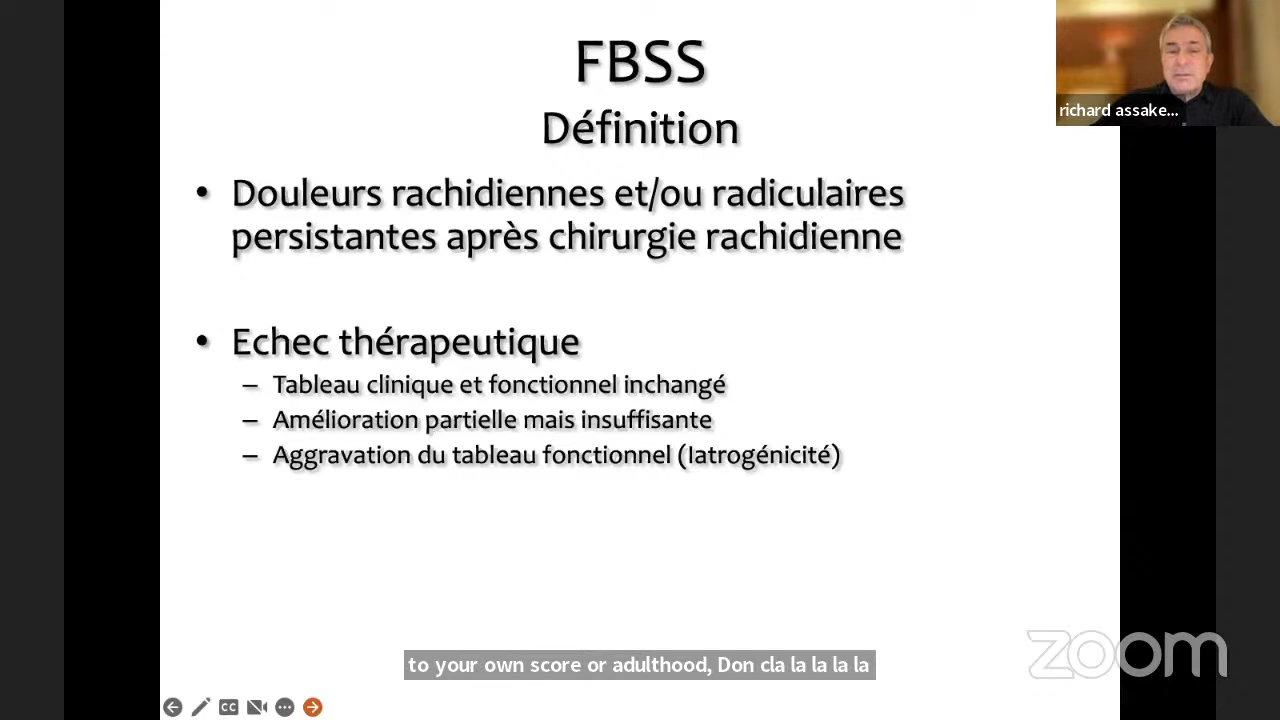 FBSS
Définition
richard assake...
• Douleurs rachidiennes et/ou radiculaires
persistantes après chirurgie rachidienne
• Echec thérapeutique
– Tableau clinique et fonctionnel inchangé
– Amélioration partielle mais insuffisante
– Aggravation du tableau fonctionnel (Iatrogénicité)
zoom
to your own score or adulthood, Don cla la la la la
CC